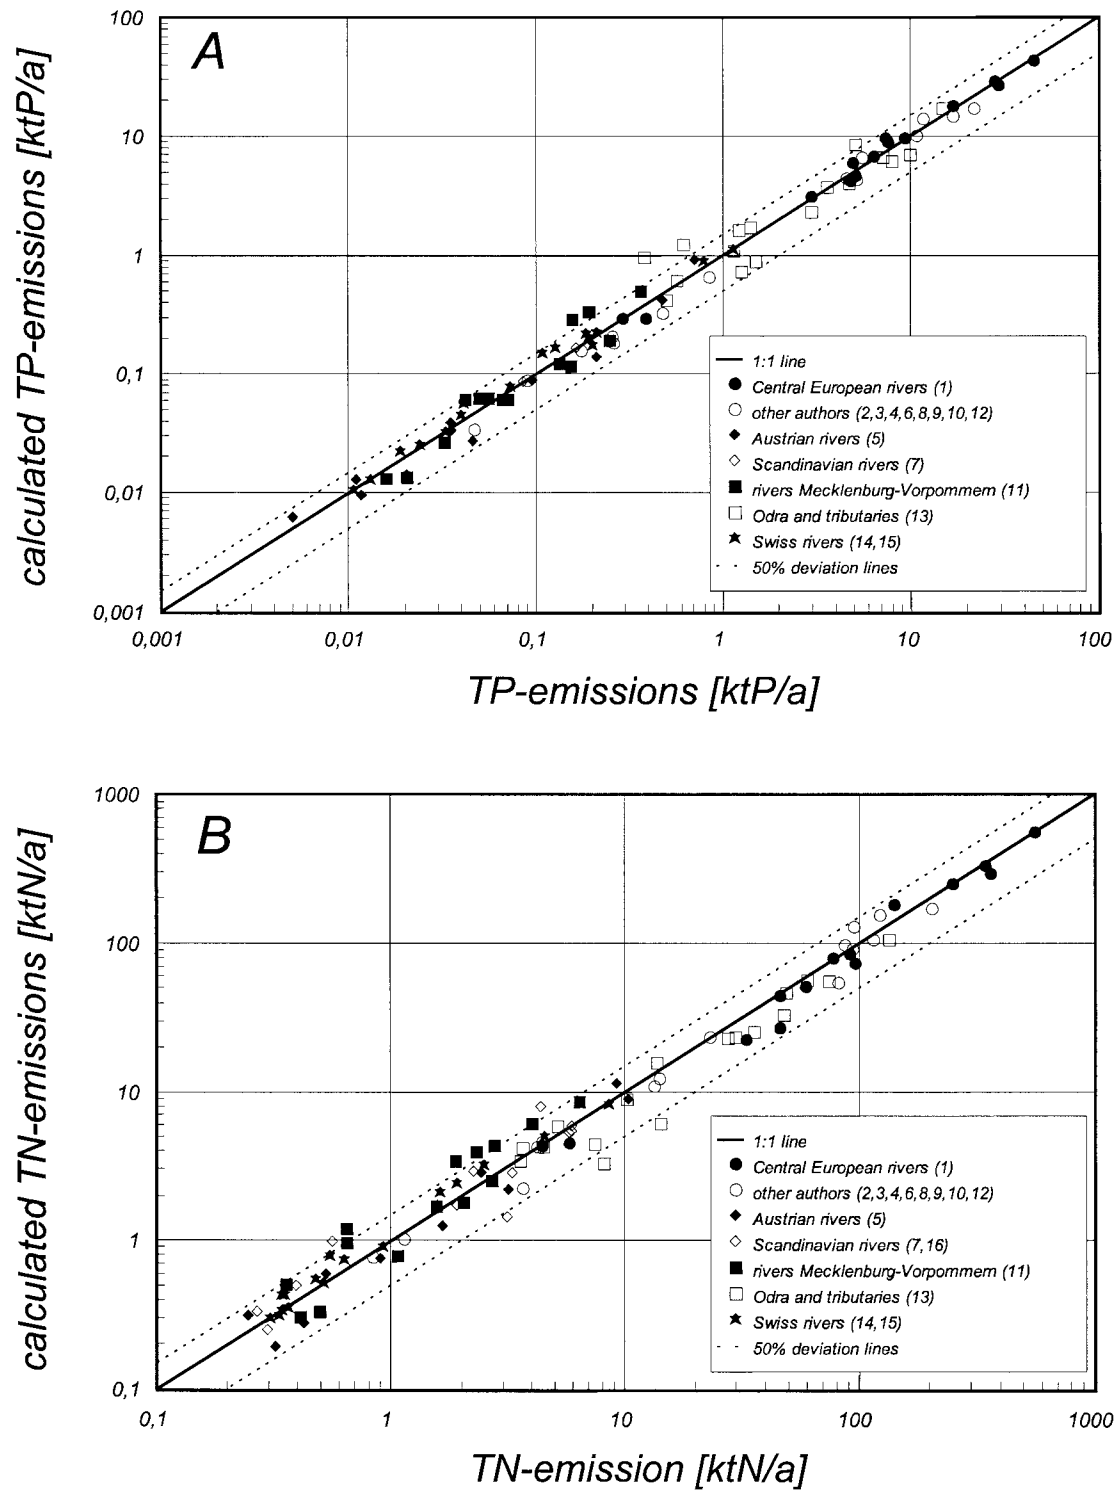 A
calculated TP-emissions [ktP/a]
100
10
1
0,1
0,01
0,001
1:1 line
Central European rivers (1)
other authors (2,3,4,6,8,9,10,12)
Austrian rivers (5)
Scandinavian rivers (7)
rivers Mecklenburg-Vorpommern (11)
Odra and tributaries (13)
Swiss rivers (14,15)
50% deviation lines
0,001 0,01 0,1 1 10 100
TP-emissions [ktP/a]
B
calculated TN-emissions [ktN/a]
1000
100
10
1
0,1
1:1 line
Central European rivers (1)
other authors (2,3,4,6,8,9,10,12)
Austrian rivers (5)
Scandinavian rivers (7,16)
rivers Mecklenburg-Vorpommern (11)
Odra and tributaries (13)
Swiss rivers (14,15)
50% deviation lines
0,1 1 10 100 1000
TN-emission [ktN/a]